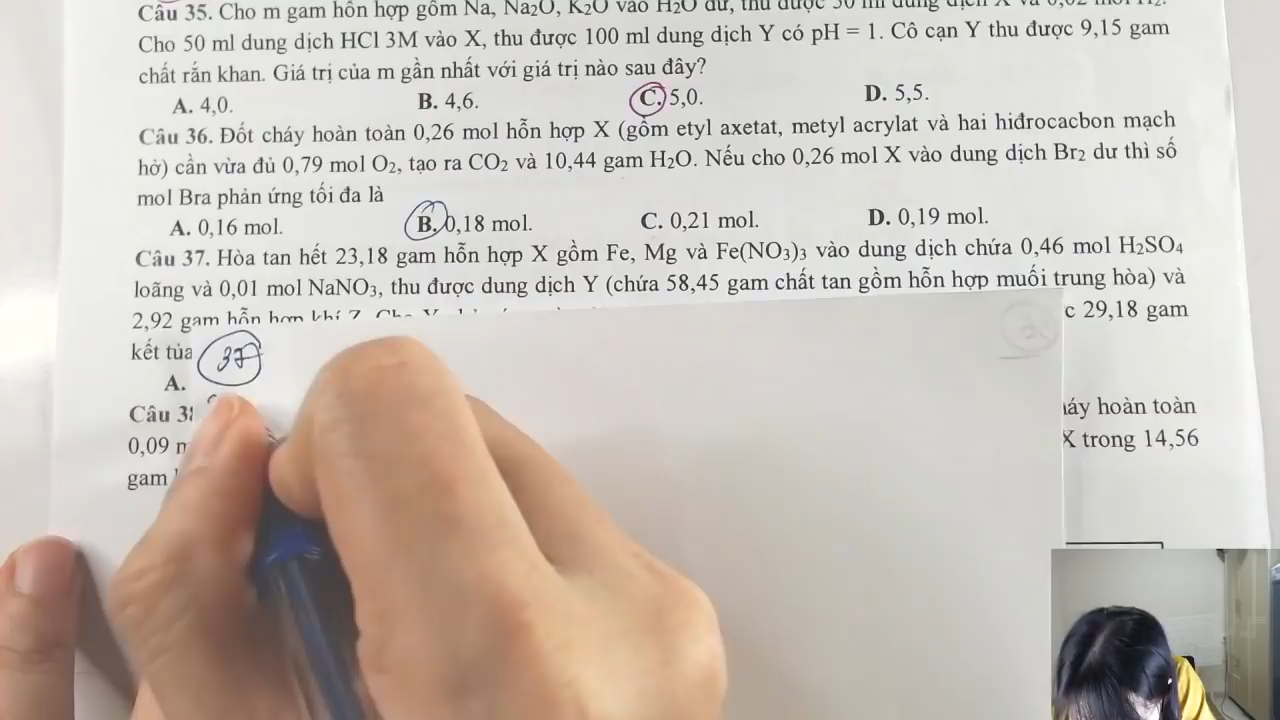 Câu 35. Cho m gam hỗn hợp gồm Na, Na₂O, K₂O vào H₂O dư, thu được 50 ml dung dịch X và 0,02 mol H₂.
Cho 50 ml dung dịch HCl 3M vào X, thu được 100 ml dung dịch Y có pH = 1. Cô cạn Y thu được 9,15 gam
chất rắn khan. Giá trị của m gần nhất với giá trị nào sau đây?
A. 4,0. B. 4,6. C. 5,0. D. 5,5.
Câu 36. Đốt cháy hoàn toàn 0,26 mol hỗn hợp X (gồm etyl axetat, metyl acrylat và hai hiđrocacbon mạch
hở) cần vừa đủ 0,79 mol O₂, tạo ra CO₂ và 10,44 gam H₂O. Nếu cho 0,26 mol X vào dung dịch Br₂ dư thì số
mol Bra phản ứng tối đa là
A. 0,16 mol. B. 0,18 mol. C. 0,21 mol. D. 0,19 mol.
Câu 37. Hòa tan hết 23,18 gam hỗn hợp X gồm Fe, Mg và Fe(NO₃)₃ vào dung dịch chứa 0,46 mol H₂SO₄
loãng và 0,01 mol NaNO₃, thu được dung dịch Y (chứa 58,45 gam chất tan gồm hỗn hợp muối trung hòa) và
2,92 gam hỗn hợp khí Z. Cho Y c 29,18 gam
kết tủa 37
A.
Câu 38 háy hoàn toàn
0,09 m X trong 14,56
gam